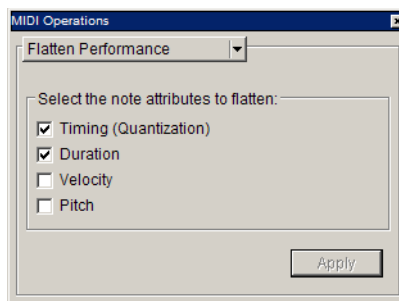 MIDI Operations
Flatten Performance
Select the note attributes to flatten:
Timing (Quantization)
Duration
Velocity
Pitch
Apply